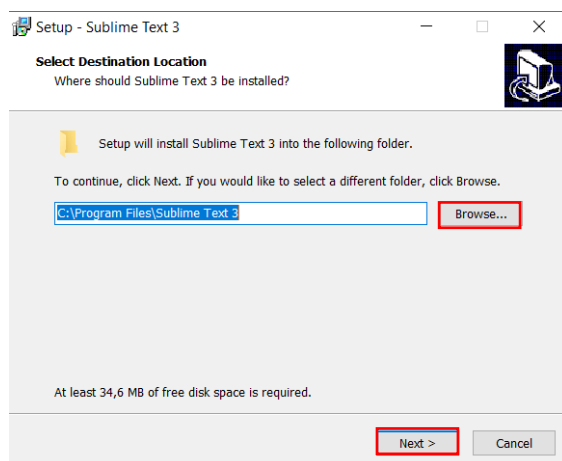 Setup - Sublime Text 3
Select Destination Location
Where should Sublime Text 3 be installed?
Setup will install Sublime Text 3 into the following folder.
To continue, click Next. If you would like to select a different folder, click Browse.
C:\Program Files\Sublime Text 3
Browse...
At least 34,6 MB of free disk space is required.
Next >
Cancel